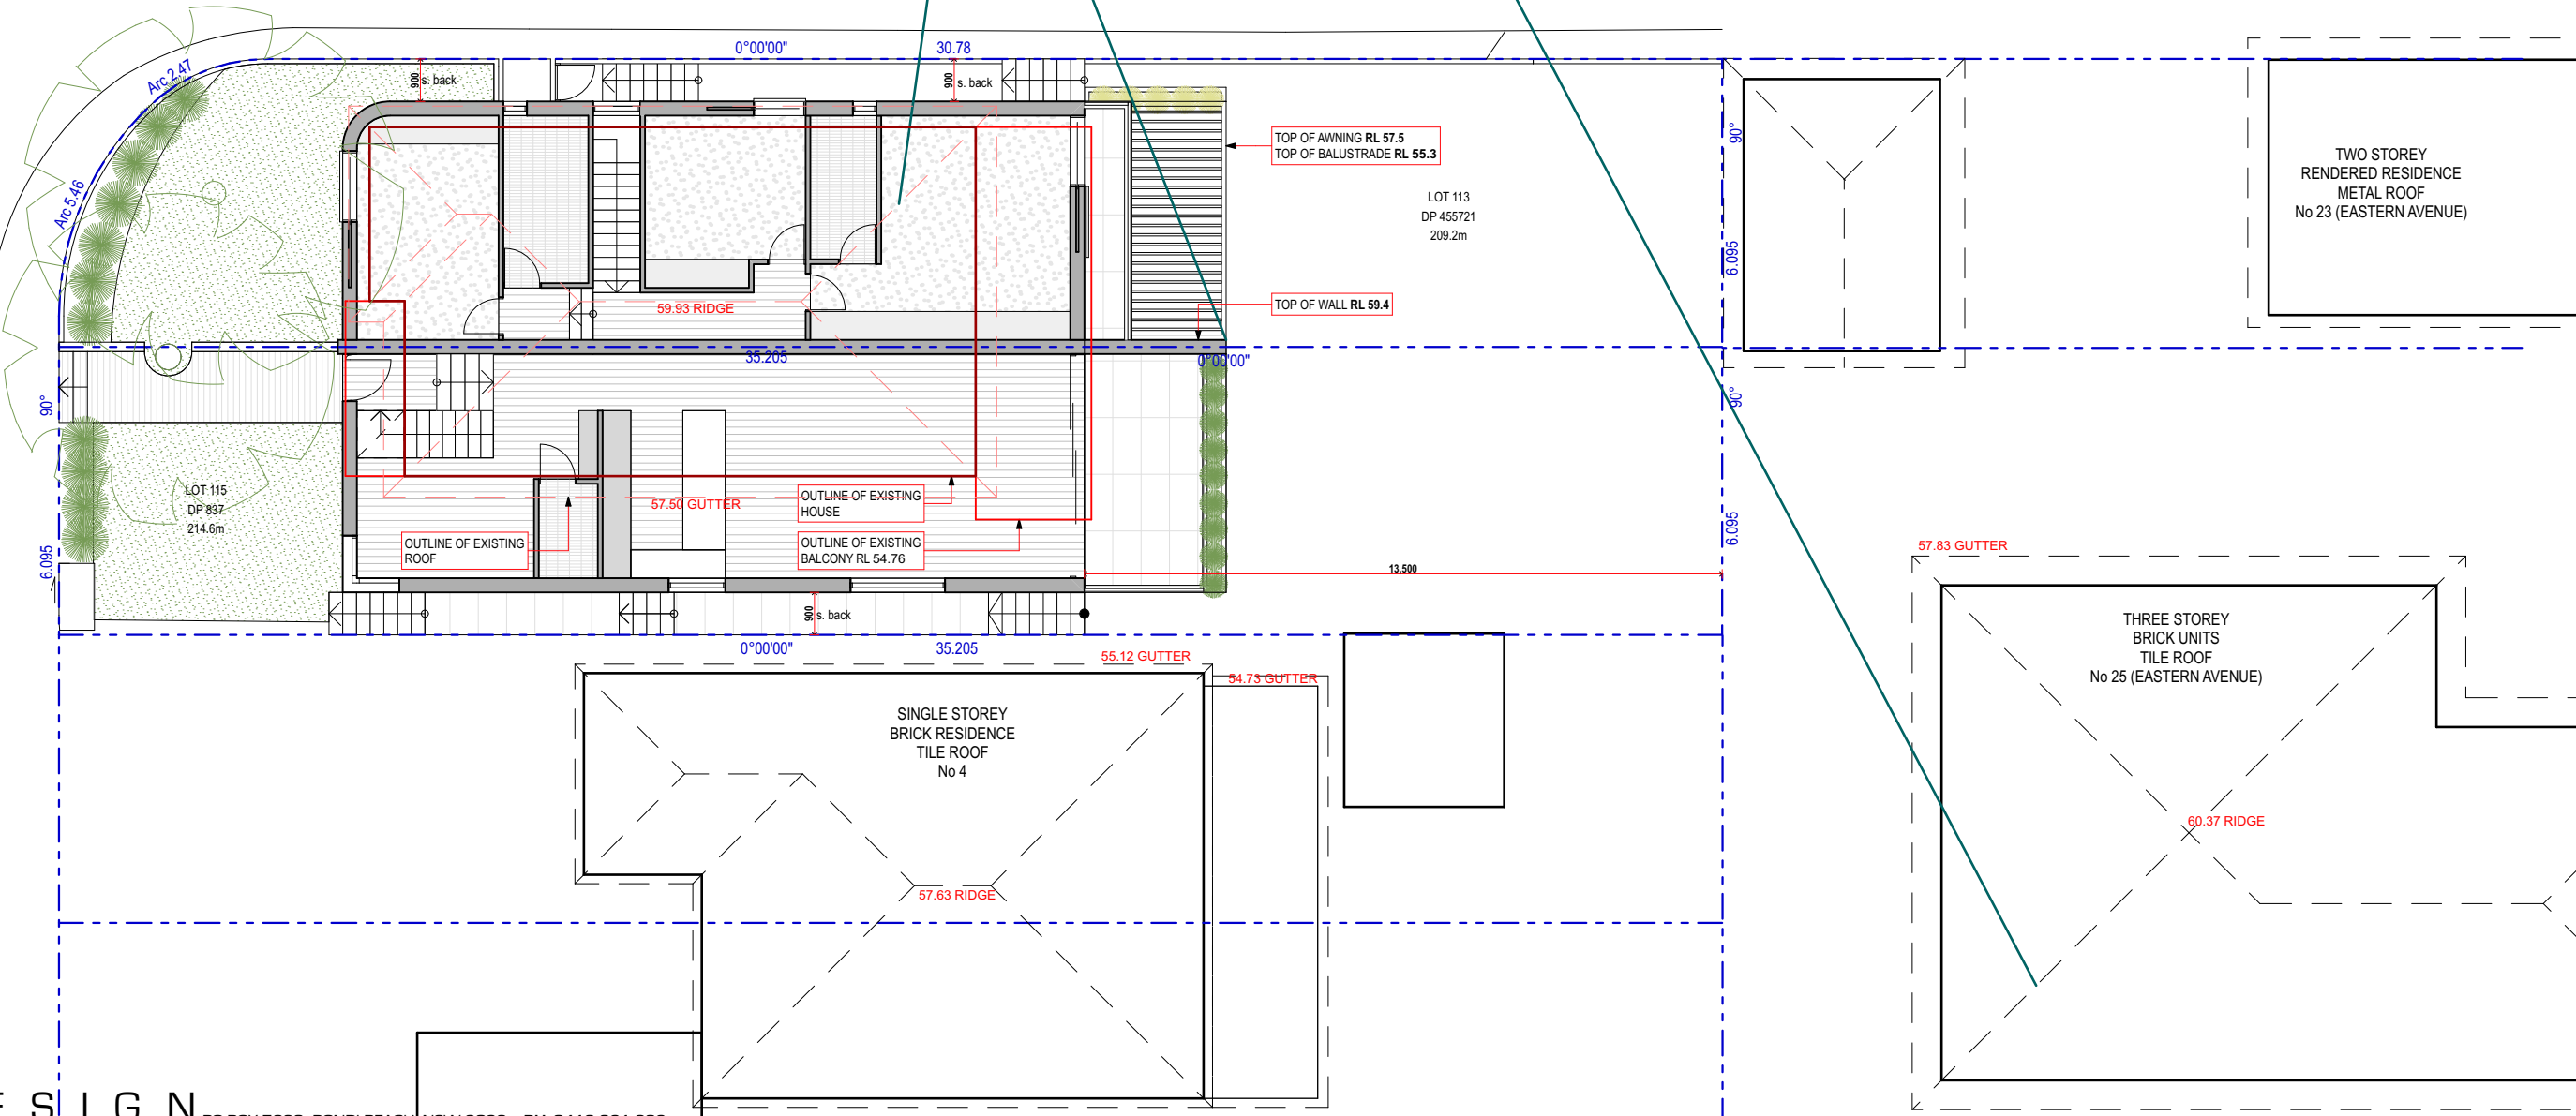 0°00'00"
30.78
Arc 2.47
900 s. back
900 s. back
Arc 5.46
TOP OF AWNING RL 57.5
TOP OF BALUSTRADE RL 55.3
LOT 113
DP 455721
209.2m
90°
6.095
TWO STOREY
RENDERED RESIDENCE
METAL ROOF
No 23 (EASTERN AVENUE)
59.93 RIDGE
TOP OF WALL RL 59.4
35.205
0°00'00"
90°
90°
LOT 115
DP 837
214.6m
57.50 GUTTER
OUTLINE OF EXISTING
HOUSE
OUTLINE OF EXISTING
ROOF
OUTLINE OF EXISTING
BALCONY RL 54.76
6.095
6.095
13,500
57.83 GUTTER
900 s. back
0°00'00"
35.205
55.12 GUTTER
54.73 GUTTER
THREE STOREY
BRICK UNITS
TILE ROOF
No 25 (EASTERN AVENUE)
SINGLE STOREY
BRICK RESIDENCE
TILE ROOF
No 4
60.37 RIDGE
57.63 RIDGE
S I G N